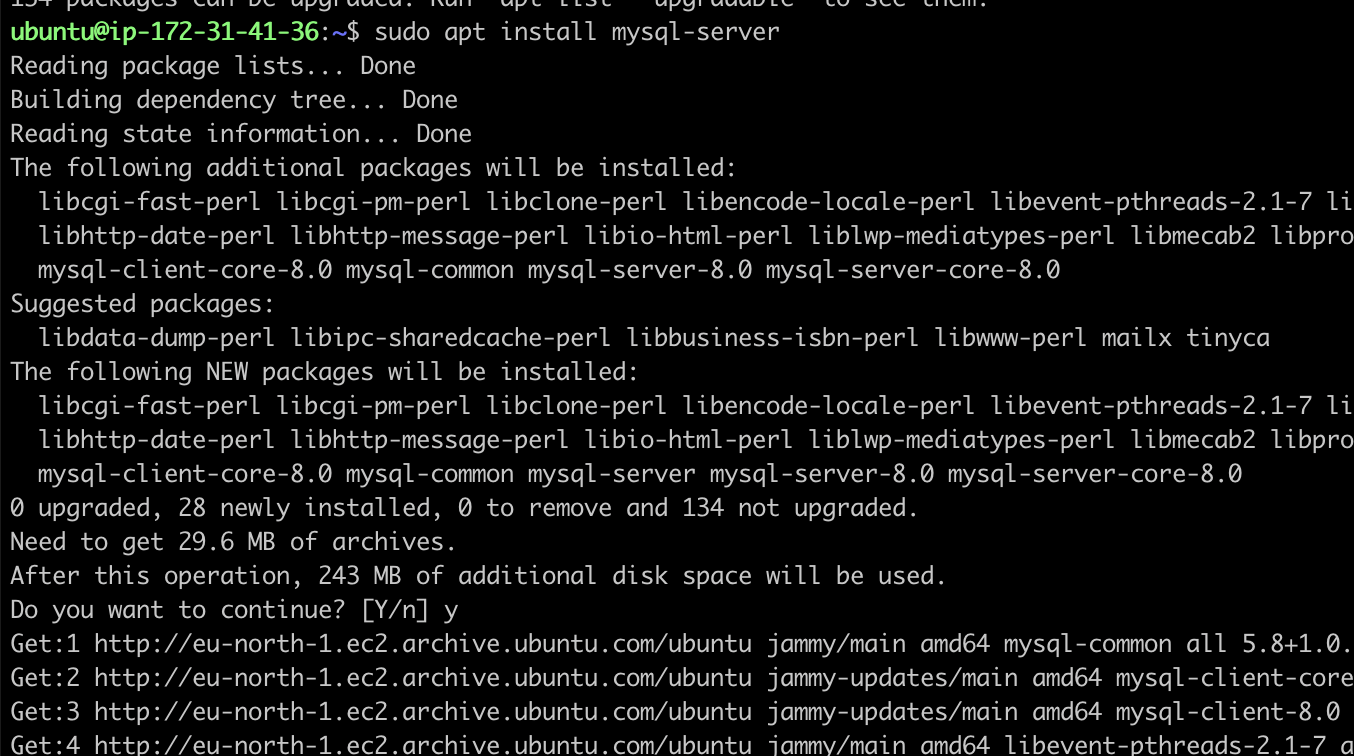 134 packages can be upgraded. Run 'apt list --upgradable' to see them.
ubuntu@ip-172-31-41-36:~$ sudo apt install mysql-server
Reading package lists... Done
Building dependency tree... Done
Reading state information... Done
The following additional packages will be installed:
  libcgi-fast-perl libcgi-pm-perl libclone-perl libencode-locale-perl libevent-pthreads-2.1-7 li
  libhttp-date-perl libhttp-message-perl libio-html-perl liblwp-mediatypes-perl libmecab2 libpro
  mysql-client-core-8.0 mysql-common mysql-server-8.0 mysql-server-core-8.0
Suggested packages:
  libdata-dump-perl libipc-sharedcache-perl libbusiness-isbn-perl libwww-perl mailx tinyca
The following NEW packages will be installed:
  libcgi-fast-perl libcgi-pm-perl libclone-perl libencode-locale-perl libevent-pthreads-2.1-7 li
  libhttp-date-perl libhttp-message-perl libio-html-perl liblwp-mediatypes-perl libmecab2 libpro
  mysql-client-core-8.0 mysql-common mysql-server mysql-server-8.0 mysql-server-core-8.0
0 upgraded, 28 newly installed, 0 to remove and 134 not upgraded.
Need to get 29.6 MB of archives.
After this operation, 243 MB of additional disk space will be used.
Do you want to continue? [Y/n] y
Get:1 http://eu-north-1.ec2.archive.ubuntu.com/ubuntu jammy/main amd64 mysql-common all 5.8+1.0.
Get:2 http://eu-north-1.ec2.archive.ubuntu.com/ubuntu jammy-updates/main amd64 mysql-client-core
Get:3 http://eu-north-1.ec2.archive.ubuntu.com/ubuntu jammy-updates/main amd64 mysql-client-8.0
Get:4 http://eu-north-1.ec2.archive.ubuntu.com/ubuntu jammy/main amd64 libevent-pthreads-2.1-7 a